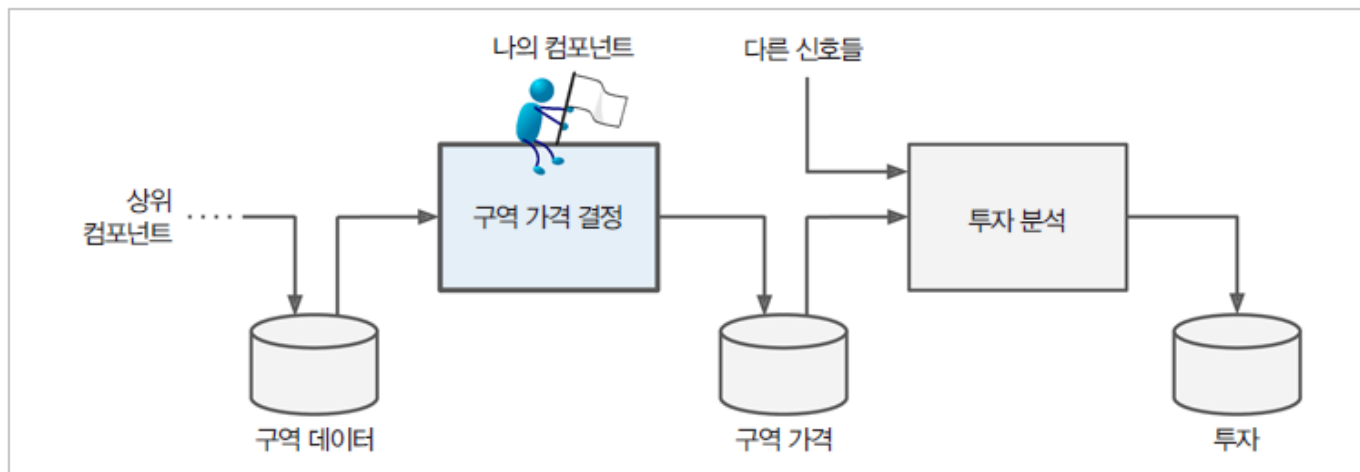 나의 컴포넌트
다른 신호들
상위
컴포넌트
구역 가격 결정
투자 분석
구역 데이터
구역 가격
투자